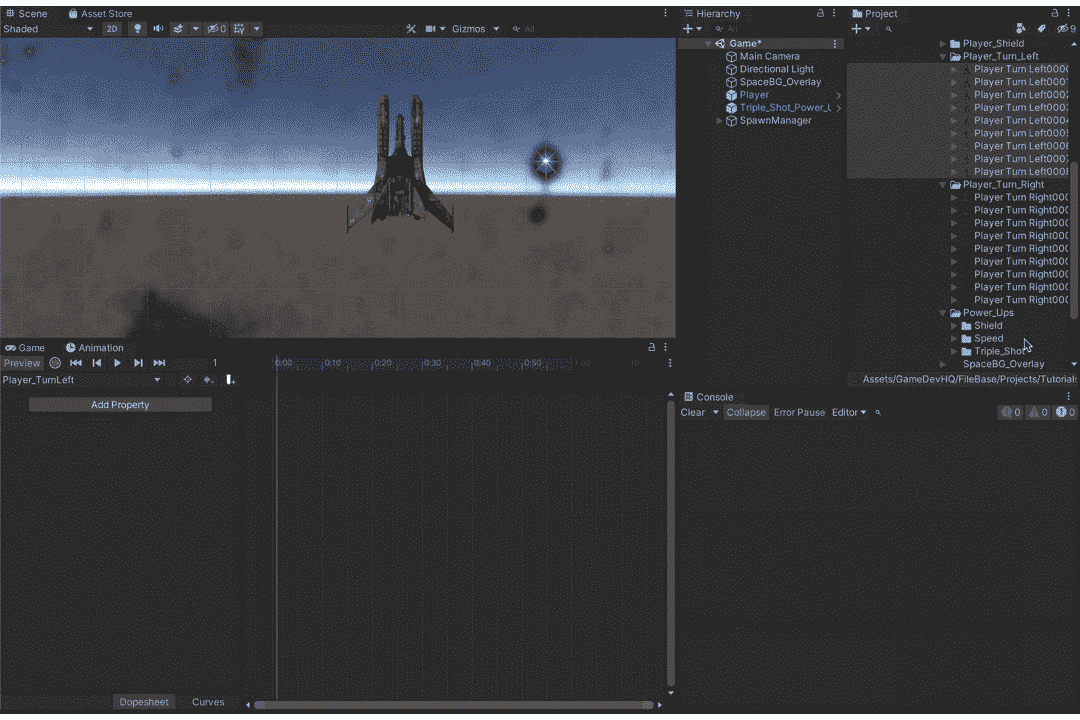 Scene Asset Store
Shaded 2D 0 Gizmos All
Game Animation
Preview 1 0:00 0:10 0:20 0:30 0:40 0:50 1:00
Player_TurnLeft
Add Property
Dopesheet Curves
Hierarchy
All
Game*
Main Camera
Directional Light
SpaceBG_Overlay
Player
Triple_Shot_Power_U
SpawnManager
Project
9
Player_Shield
Player_Turn_Left
Player Turn Left0000
Player Turn Left0001
Player Turn Left0002
Player Turn Left0003
Player Turn Left0004
Player Turn Left0005
Player Turn Left0006
Player Turn Left0007
Player Turn Left0008
Player_Turn_Right
Player Turn Right000
Player Turn Right000
Player Turn Right000
Player Turn Right000
Player Turn Right000
Player Turn Right000
Player Turn Right000
Player Turn Right000
Player Turn Right000
Power_Ups
Shield
Speed
Triple_Shot
SpaceBG_Overlay
Assets/GameDevHQ/FileBase/Projects/Tutorials
Console
Clear Collapse Error Pause Editor 0 0 0